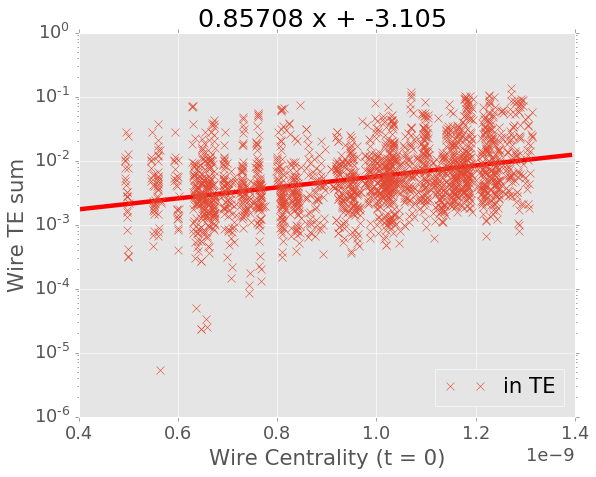 0.85708 x + -3.105
10^0
10^-1
10^-2
10^-3
10^-4
10^-5
10^-6
Wire TE sum
in TE
0.4 0.6 0.8 1.0 1.2 1.4
1e−9
Wire Centrality (t = 0)